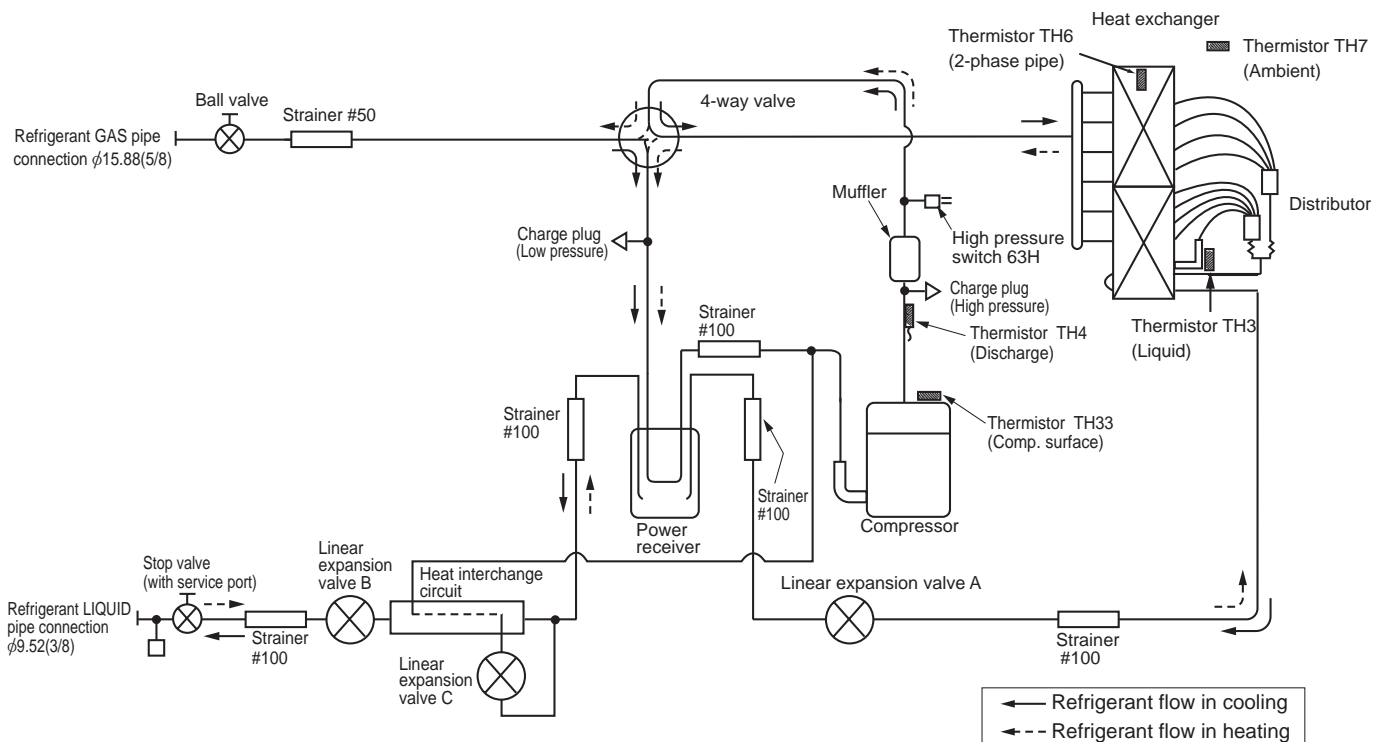 Heat exchanger
Thermistor TH6
(2-phase pipe)
Thermistor TH7
(Ambient)
Ball valve
Strainer #50
4-way valve
Refrigerant GAS pipe
connection ϕ15.88(5/8)
Muffler
Distributor
High pressure
switch 63H
Charge plug
(Low pressure)
Charge plug
(High pressure)
Strainer
#100
Thermistor TH4
(Discharge)
Thermistor TH3
(Liquid)
Strainer
#100
Thermistor TH33
(Comp. surface)
Strainer
#100
Compressor
Power
receiver
Stop valve
(with service port)
Linear
expansion
valve B
Heat interchange
circuit
Linear expansion valve A
Refrigerant LIQUID
pipe connection
ϕ9.52(3/8)
Strainer
#100
Linear
expansion
valve C
Strainer
#100
Refrigerant flow in cooling
Refrigerant flow in heating